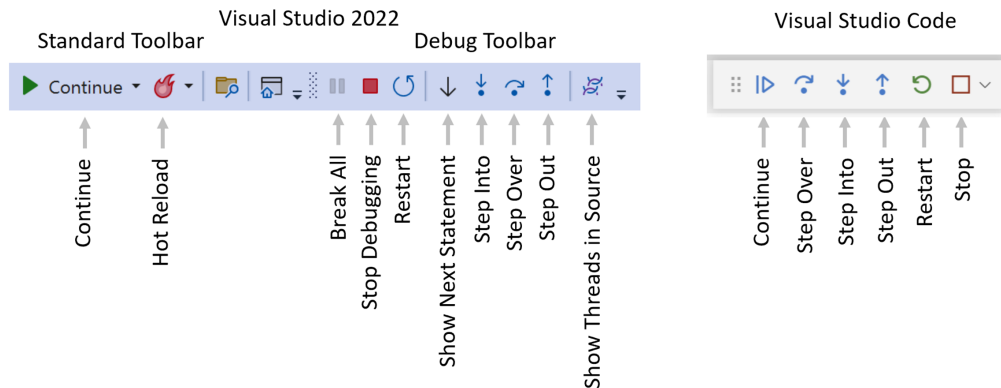 Visual Studio 2022
Standard Toolbar
Debug Toolbar
Continue
Continue
Hot Reload
Break All
Stop Debugging
Restart
Show Next Statement
Step Into
Step Over
Step Out
Show Threads in Source
Visual Studio Code
Continue
Step Over
Step Into
Step Out
Restart
Stop